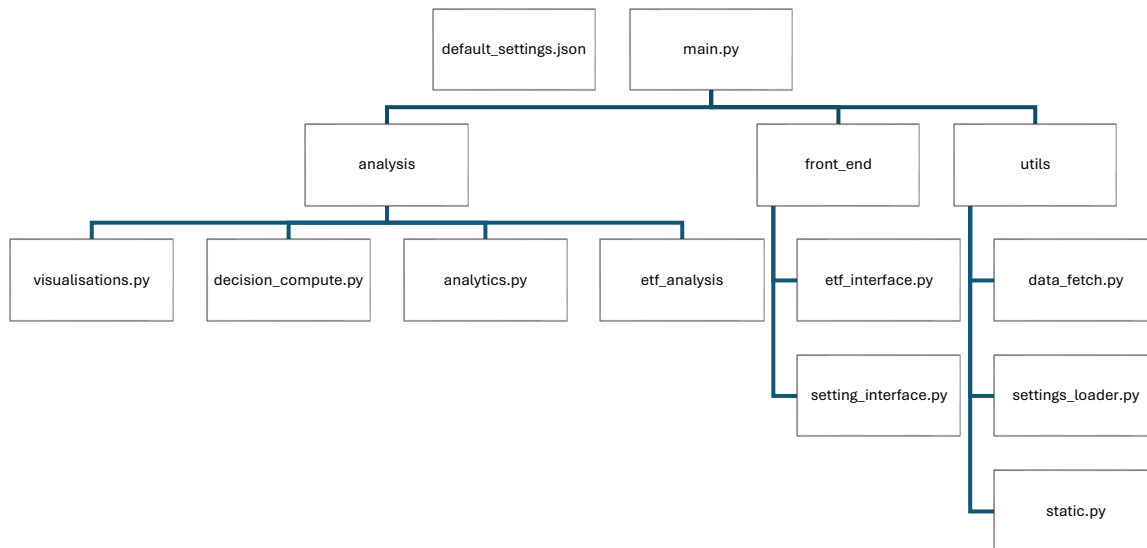 default_settings.json
main.py
analysis
front_end
utils
visualisations.py
decision_compute.py
analytics.py
etf_analysis
etf_interface.py
data_fetch.py
setting_interface.py
settings_loader.py
static.py